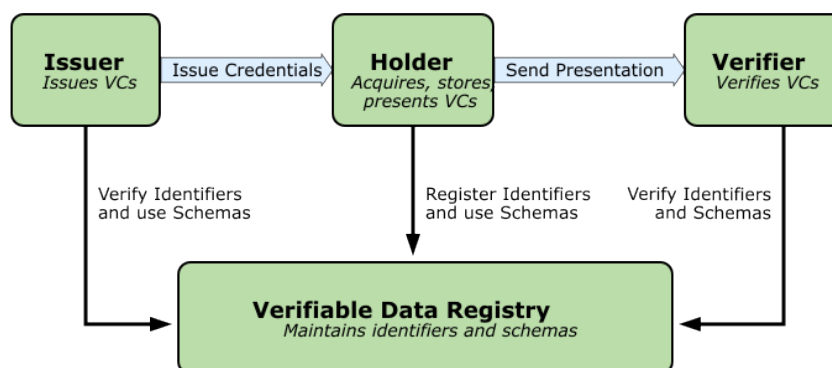 Issuer
Issues VCs
Issue Credentials
Holder
Acquires, stores,
presents VCs
Send Presentation
Verifier
Verifies VCs
Verify Identifiers
and use Schemas
Register Identifiers
and use Schemas
Verify Identifiers
and Schemas
Verifiable Data Registry
Maintains identifiers and schemas